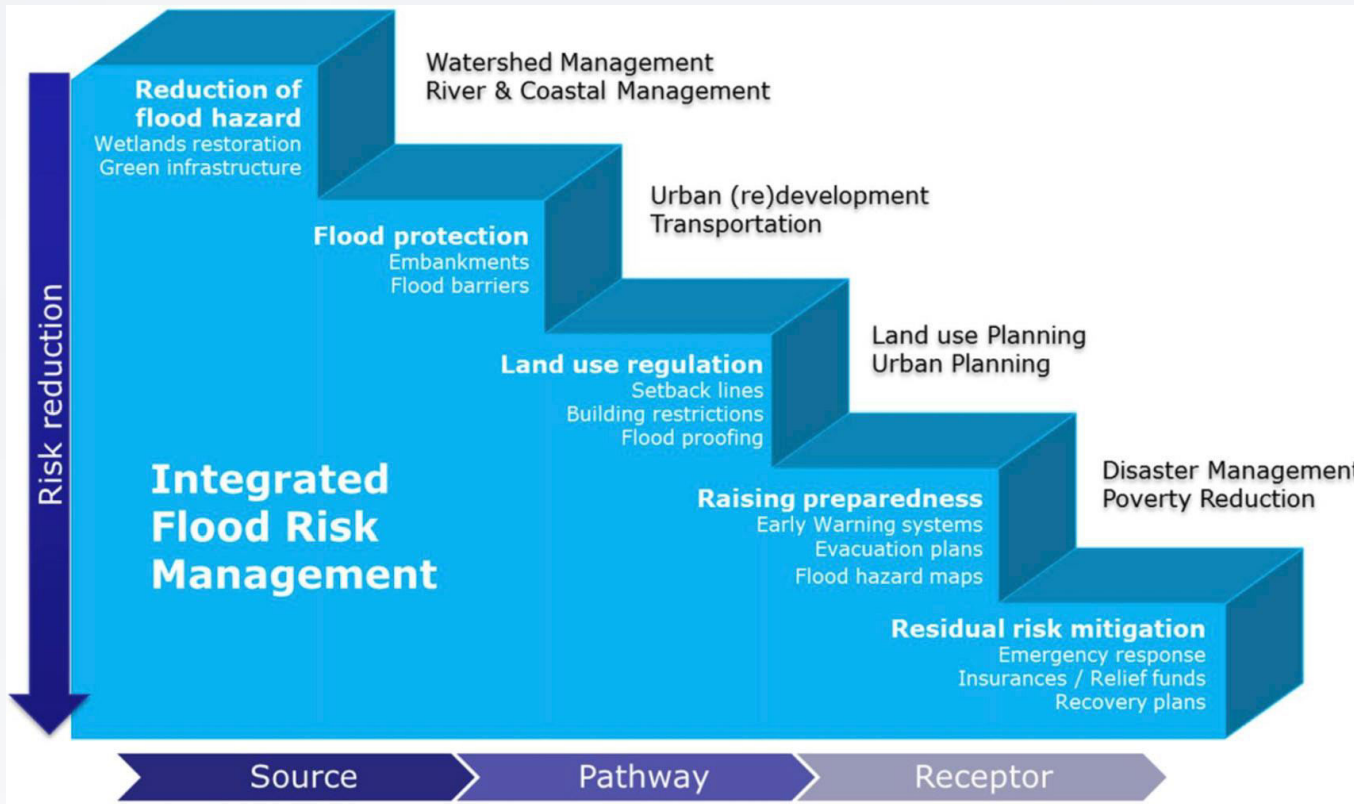 Reduction of
flood hazard
Wetlands restoration
Green infrastructure
Watershed Management
River & Coastal Management
Flood protection
Embankments
Flood barriers
Urban (re)development
Transportation
Land use regulation
Setback lines
Building restrictions
Flood proofing
Land use Planning
Urban Planning
Raising preparedness
Early Warning systems
Evacuation plans
Flood hazard maps
Disaster Management
Poverty Reduction
Residual risk mitigation
Emergency response
Insurances / Relief funds
Recovery plans
Integrated
Flood Risk
Management
Risk reduction
Source
Pathway
Receptor